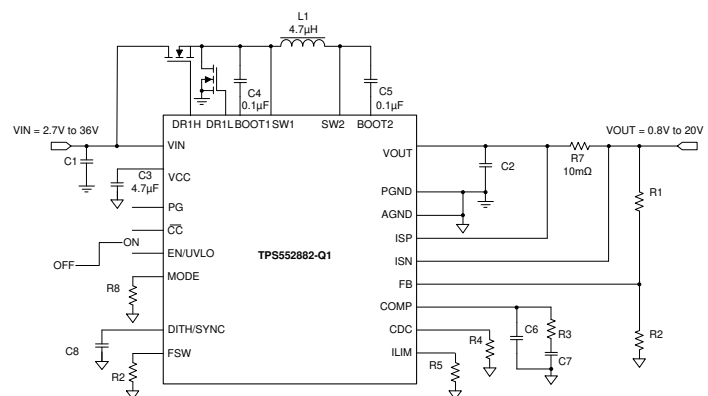 L1
4.7µH
C4
0.1µF
C5
0.1µF
VIN = 2.7V to 36V
VOUT = 0.8V to 20V
DR1H DR1L BOOT1 SW1 SW2 BOOT2
C1
VIN
VOUT
R7
10mΩ
C2
C3
4.7µF
VCC
PGND
R1
PG
AGND
CC
ISP
ON
OFF
EN/UVLO
TPS552882-Q1
ISN
MODE
FB
R8
COMP
DITH/SYNC
CDC
C6
R3
R2
C8
R4
C7
FSW
ILIM
R2
R5